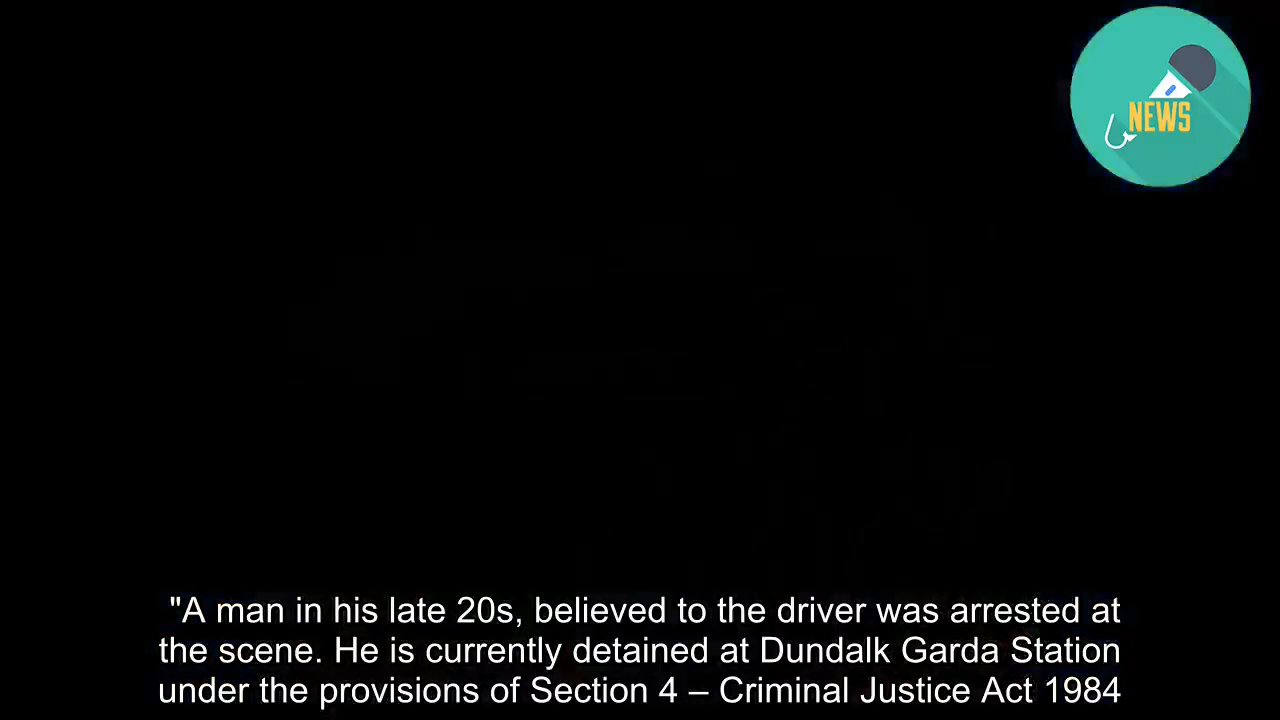 NEWS
"A man in his late 20s, believed to the driver was arrested at
the scene. He is currently detained at Dundalk Garda Station
under the provisions of Section 4 – Criminal Justice Act 1984